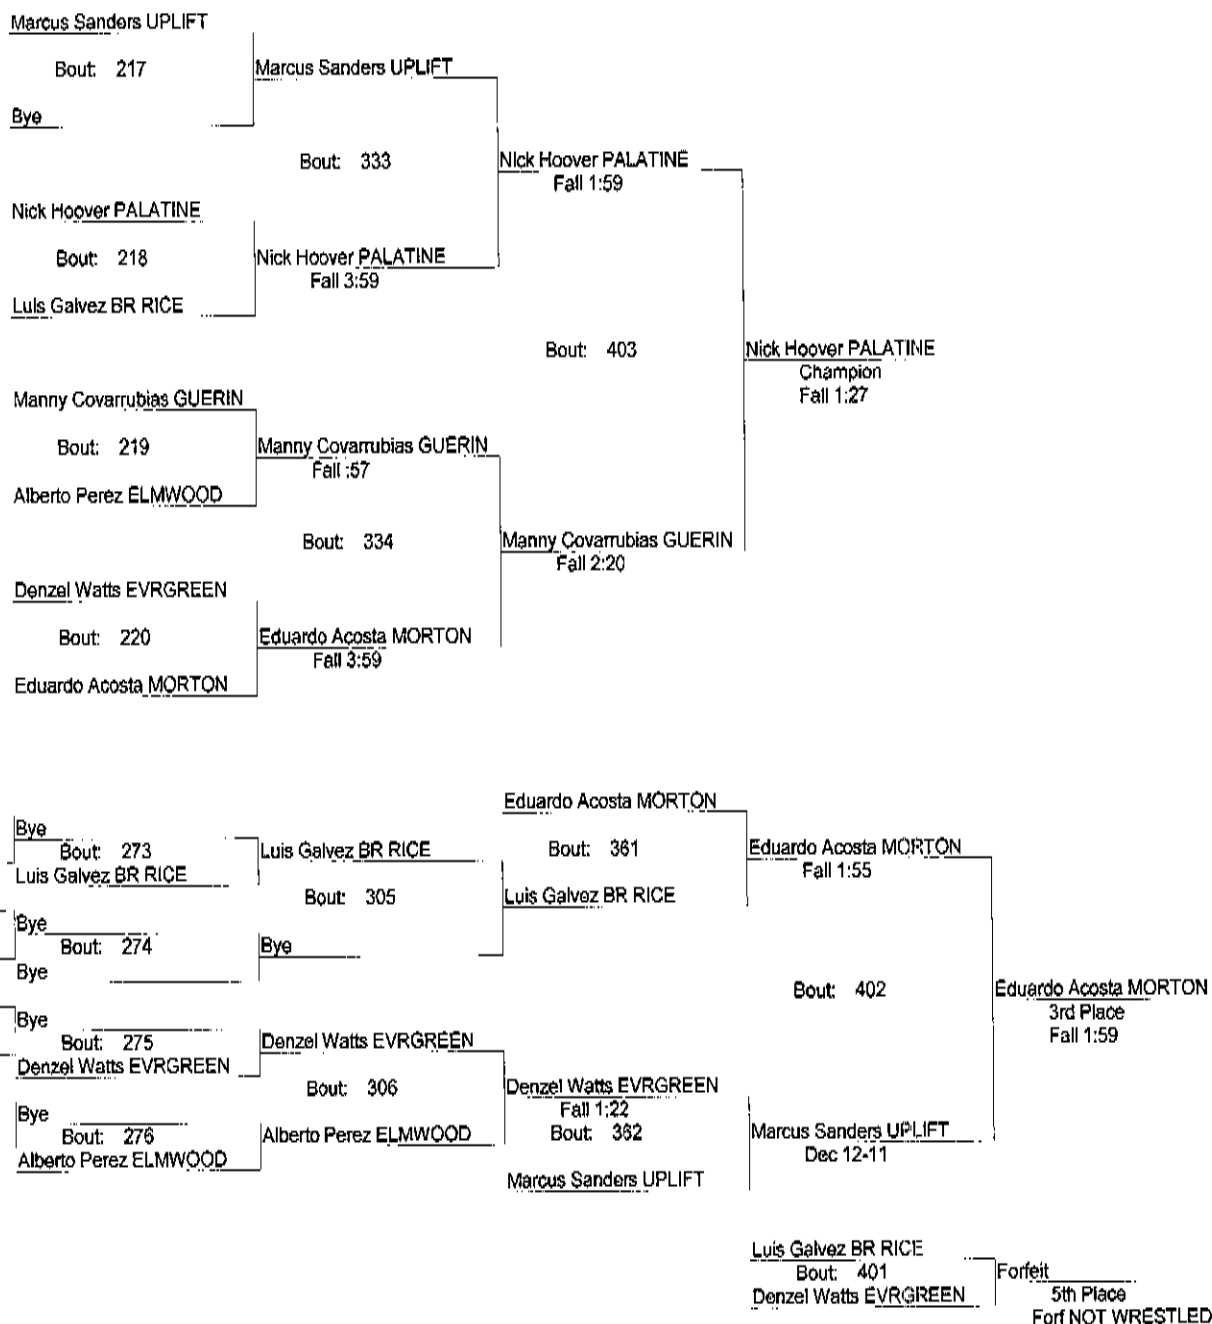 Marcus Sanders UPLIFT
Bout: 217
Marcus Sanders UPLIFT
Bye
Bout: 333
Nick Hoover PALATINE
Fall 1:59
Nick Hoover PALATINE
Bout: 218
Nick Hoover PALATINE
Fall 3:59
Luis Galvez BR RICE
Bout: 403
Nick Hoover PALATINE
Champion
Fall 1:27
Manny Covarrubias GUERIN
Bout: 219
Manny Covarrubias GUERIN
Fall :57
Alberto Perez ELMWOOD
Bout: 334
Manny Covarrubias GUERIN
Fall 2:20
Denzel Watts EVRGREEN
Bout: 220
Eduardo Acosta MORTON
Fall 3:59
Eduardo Acosta MORTON
Eduardo Acosta MORTON
Bye
Bout: 273
Luis Galvez BR RICE
Luis Galvez BR RICE
Bout: 361
Eduardo Acosta MORTON
Fall 1:55
Bout: 305
Luis Galvez BR RICE
Bye
Bout: 274
Bye
Bye
Bout: 402
Eduardo Acosta MORTON
3rd Place
Fall 1:59
Bye
Bout: 275
Denzel Watts EVRGREEN
Denzel Watts EVRGREEN
Bout: 306
Denzel Watts EVRGREEN
Fall 1:22
Bout: 362
Bye
Bout: 276
Alberto Perez ELMWOOD
Alberto Perez ELMWOOD
Marcus Sanders UPLIFT
Dec 12-11
Marcus Sanders UPLIFT
Luis Galvez BR RICE
Bout: 401
Denzel Watts EVRGREEN
Forfeit
5th Place
Forf NOT WRESTLED